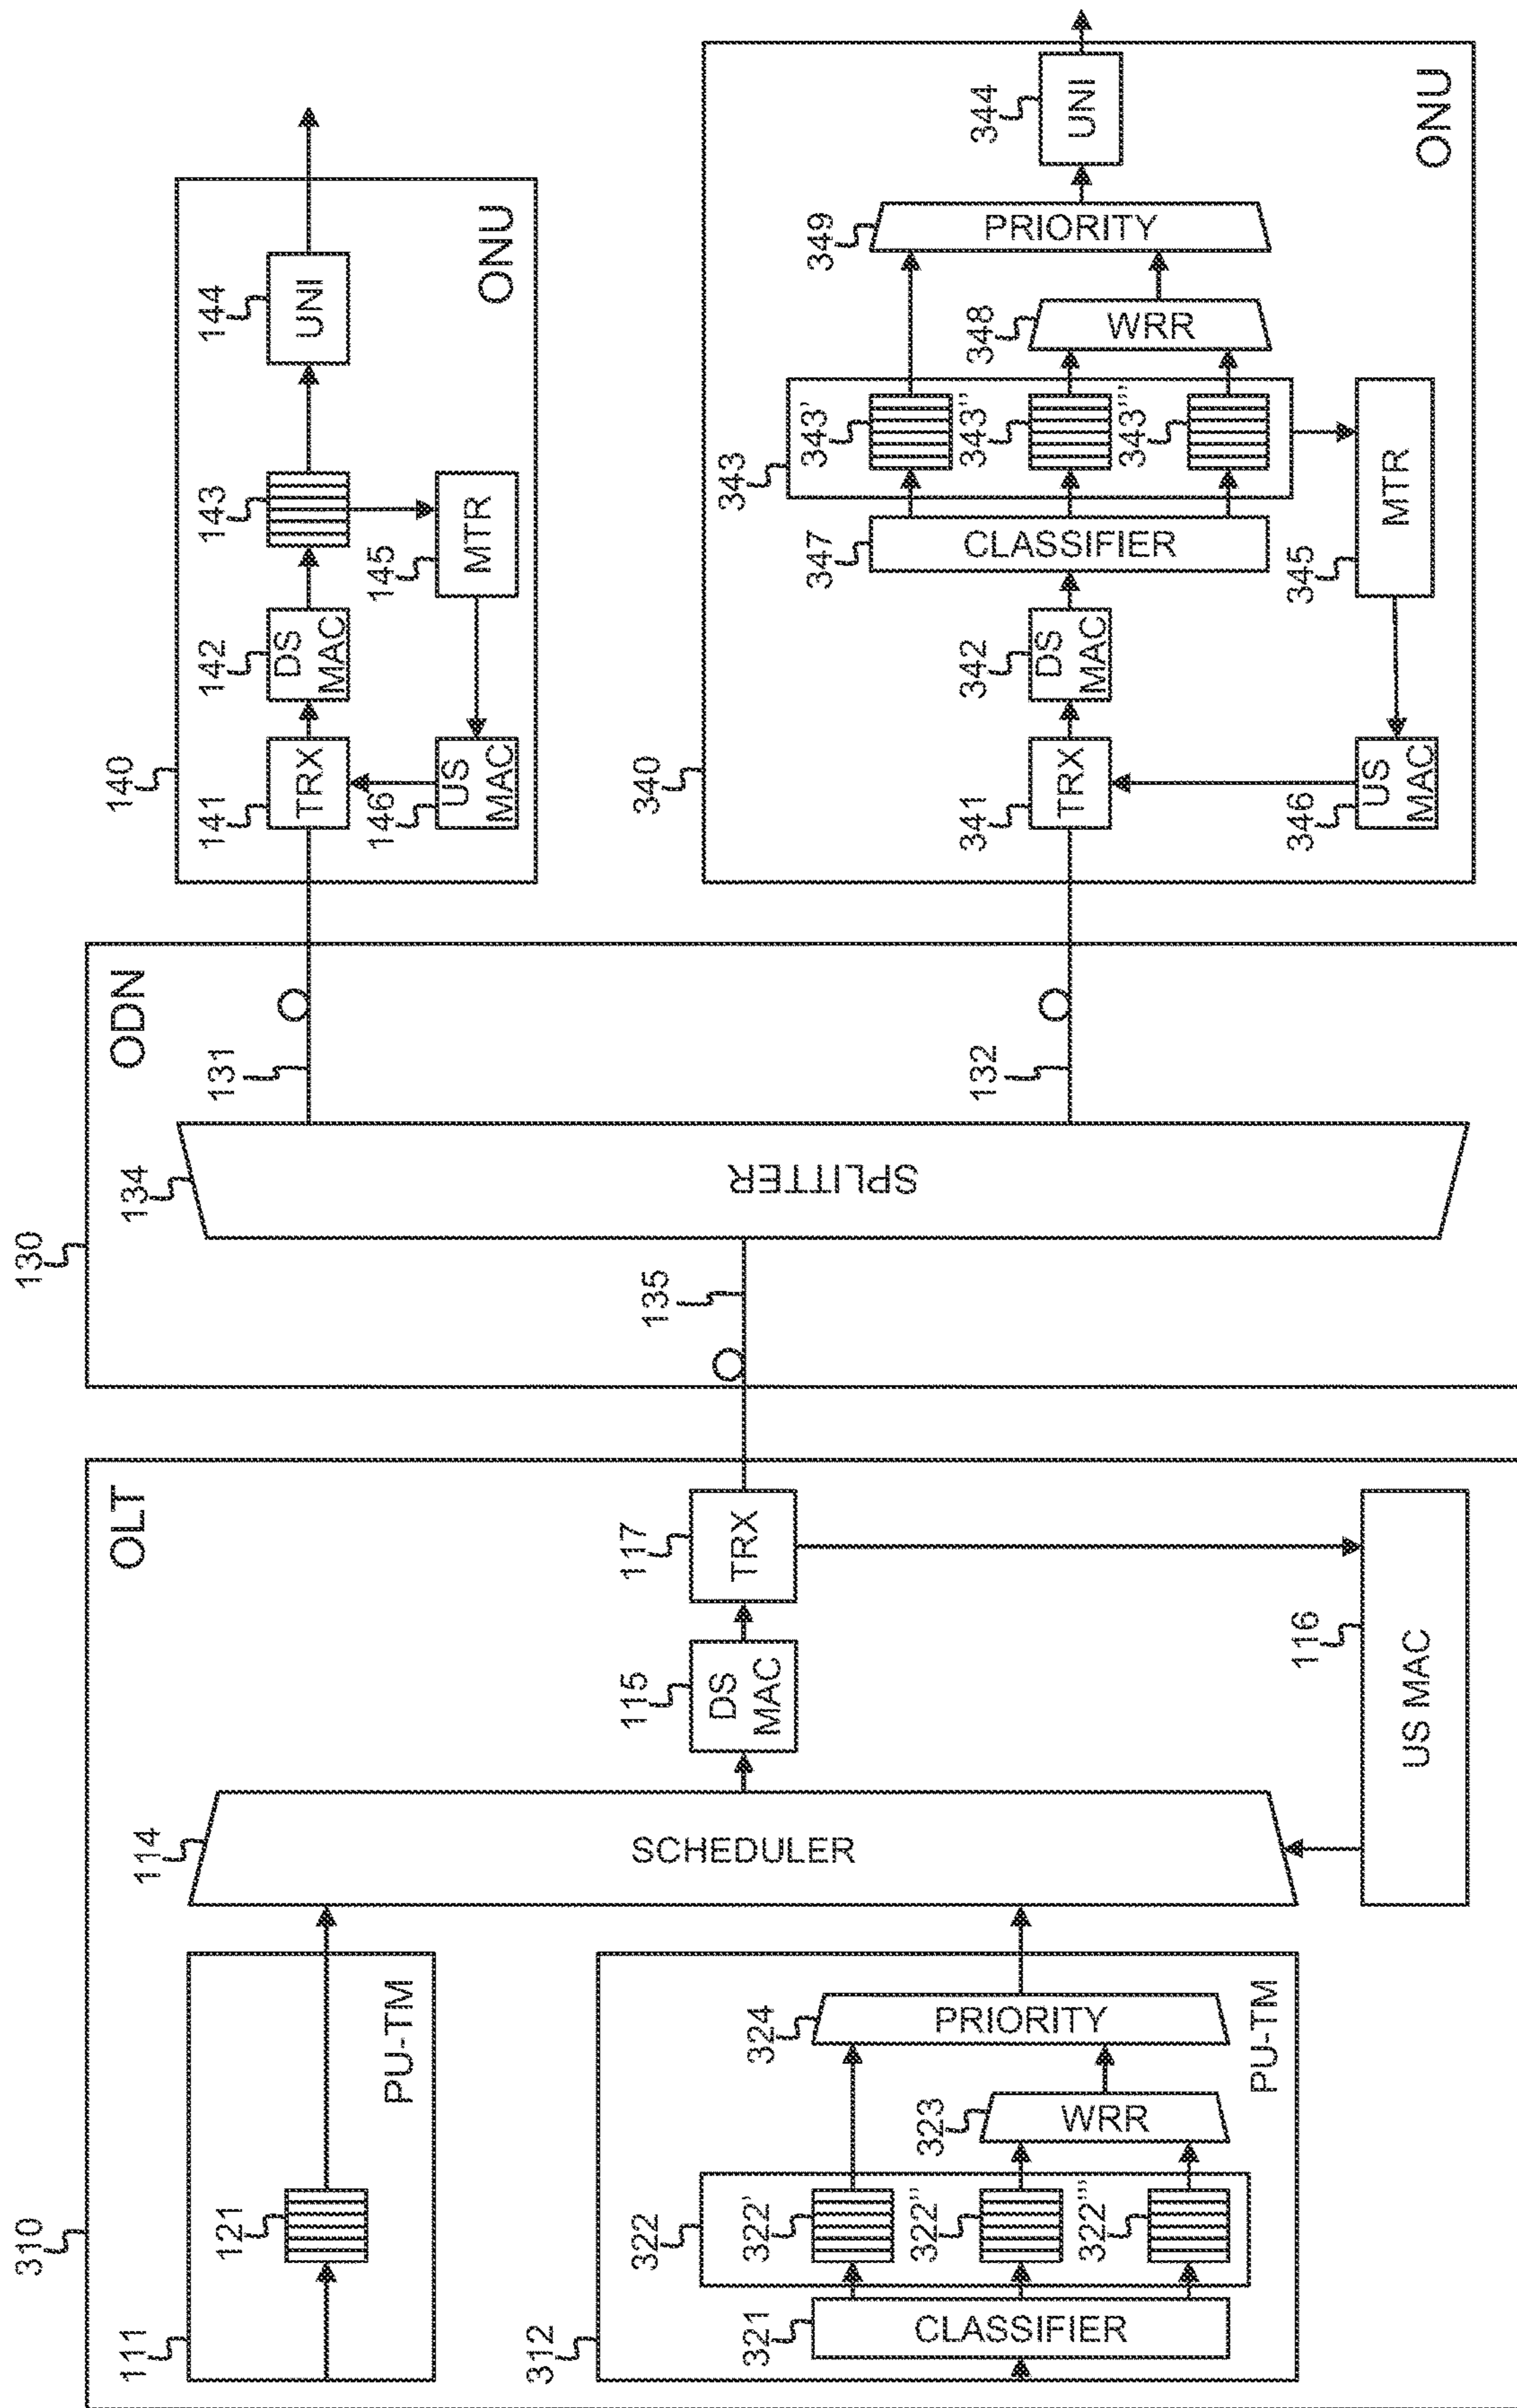 310
OLT
111
121
PU-TM
312
321
CLASSIFIER
322
322'
322''
322'''
323
WRR
324
PRIORITY
PU-TM
114
SCHEDULER
115
DS
MAC
117
TRX
116
US MAC
130
ODN
135
134
SPLITTER
131
132
140
141
TRX
142
DS
MAC
143
144
UNI
145
MTR
146
US
MAC
ONU
340
341
TRX
342
DS
MAC
347
CLASSIFIER
343
343'
343''
343'''
348
WRR
349
PRIORITY
344
UNI
345
MTR
346
US
MAC
ONU